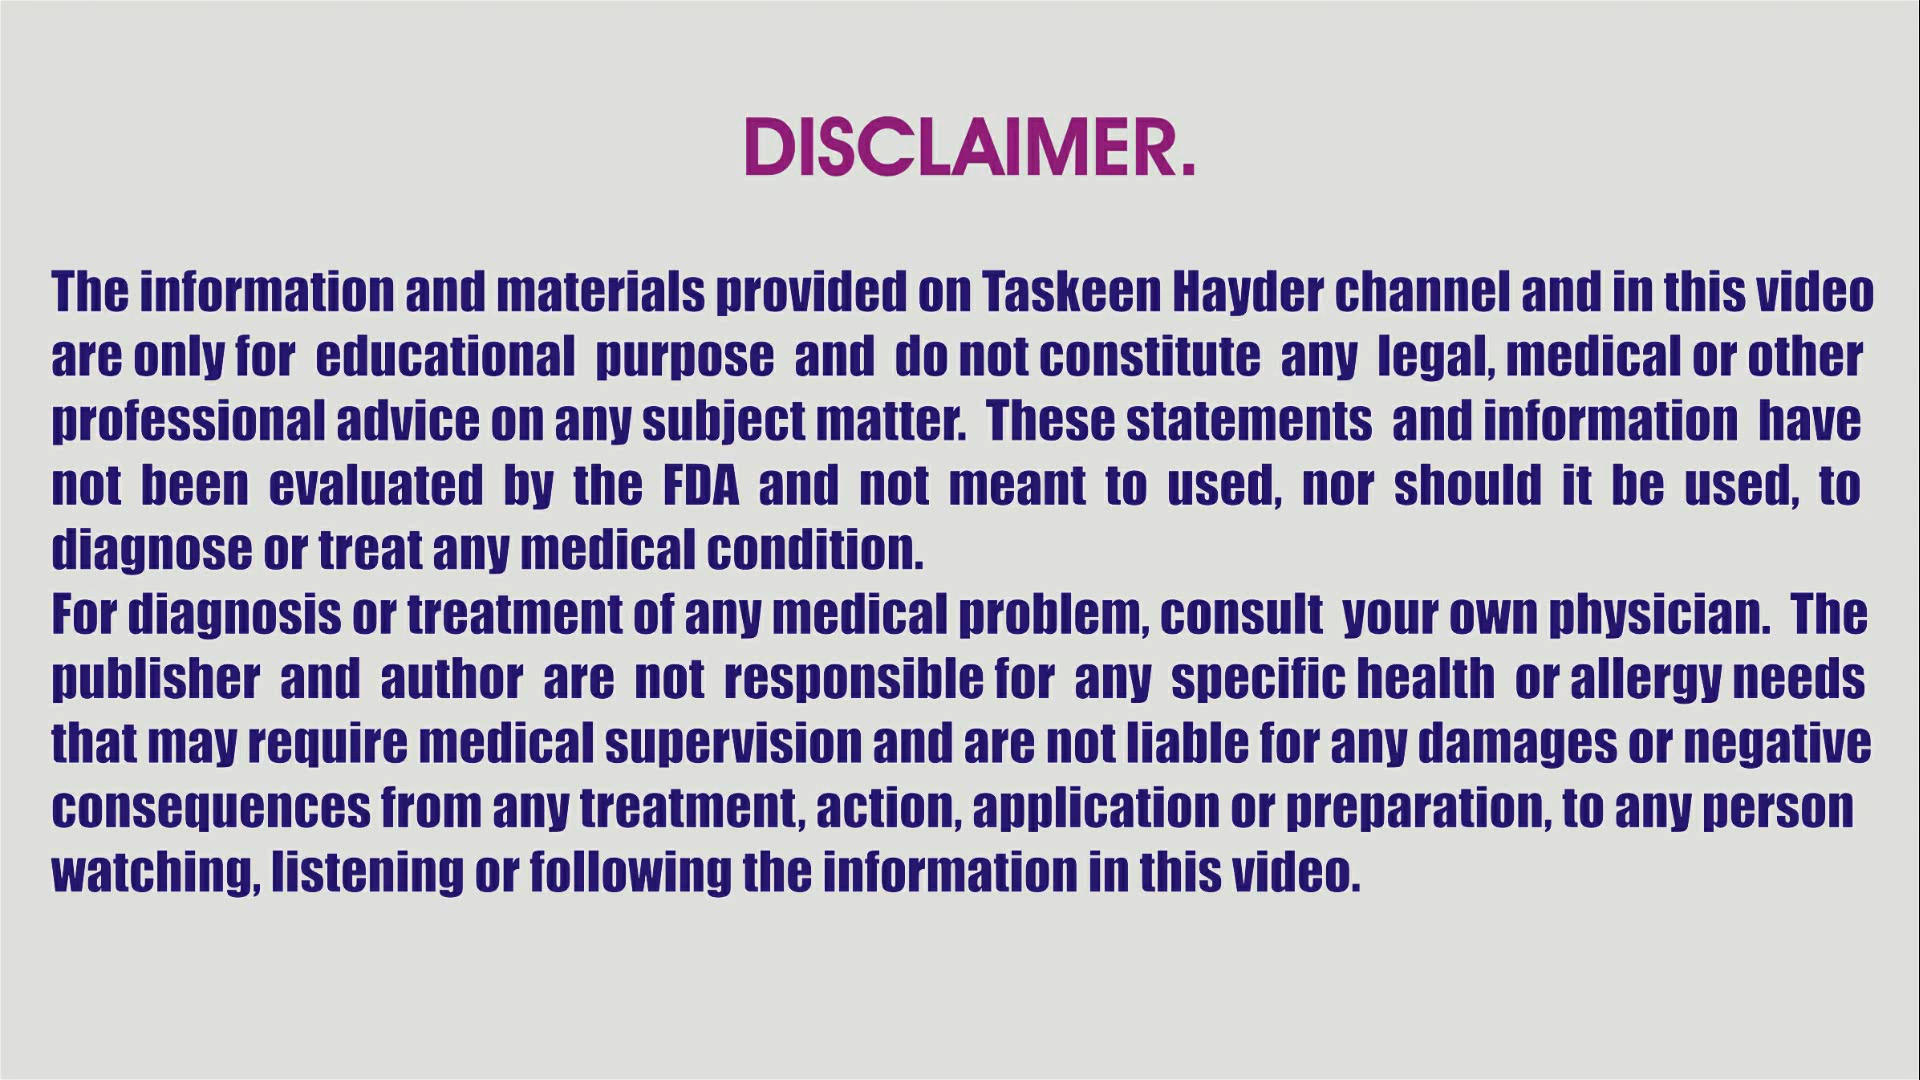 DISCLAIMER.
The information and materials provided on Taskeen Hayder channel and in this video
are only for educational purpose and do not constitute any legal, medical or other
professional advice on any subject matter. These statements and information have
not been evaluated by the FDA and not meant to used, nor should it be used, to
diagnose or treat any medical condition.
For diagnosis or treatment of any medical problem, consult your own physician. The
publisher and author are not responsible for any specific health or allergy needs
that may require medical supervision and are not liable for any damages or negative
consequences from any treatment, action, application or preparation, to any person
watching, listening or following the information in this video.